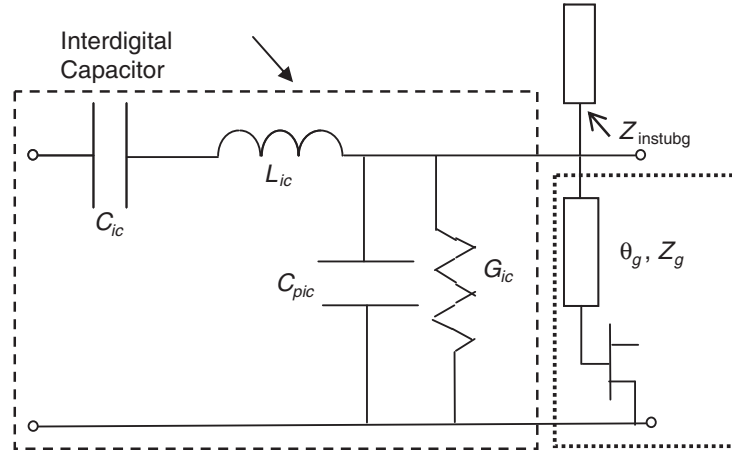 Interdigital
Capacitor
Z_instubg
L_ic
C_ic
θ_g, Z_g
C_pic
G_ic